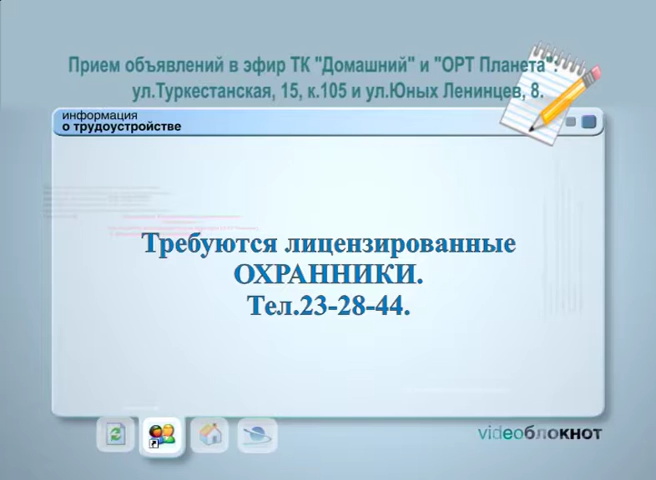 Прием объявлений в эфир ТК "Домашний" и "ОРТ Планета":
ул.Туркестанская, 15, к.105 и ул.Юных Ленинцев, 8.
информация
о трудоустройстве
Требуются лицензированные
ОХРАННИКИ.
Тел.23-28-44.
videoблокнот